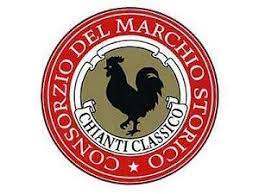 CONSORZIO DEL MARCHIO STORICO
CHIANTI CLASSICO